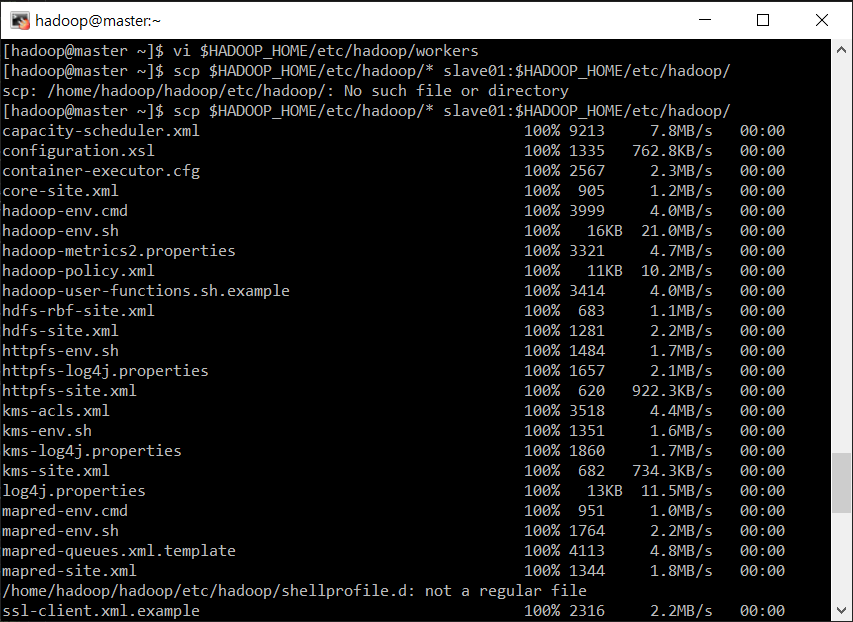 hadoop@master:~
[hadoop@master ~]$ vi $HADOOP_HOME/etc/hadoop/workers
[hadoop@master ~]$ scp $HADOOP_HOME/etc/hadoop/* slave01:$HADOOP_HOME/etc/hadoop/
scp: /home/hadoop/hadoop/etc/hadoop/: No such file or directory
[hadoop@master ~]$ scp $HADOOP_HOME/etc/hadoop/* slave01:$HADOOP_HOME/etc/hadoop/
capacity-scheduler.xml 100% 9213 7.8MB/s 00:00
configuration.xsl 100% 1335 762.8KB/s 00:00
container-executor.cfg 100% 2567 2.3MB/s 00:00
core-site.xml 100% 905 1.2MB/s 00:00
hadoop-env.cmd 100% 3999 4.0MB/s 00:00
hadoop-env.sh 100% 16KB 21.0MB/s 00:00
hadoop-metrics2.properties 100% 3321 4.7MB/s 00:00
hadoop-policy.xml 100% 11KB 10.2MB/s 00:00
hadoop-user-functions.sh.example 100% 3414 4.0MB/s 00:00
hdfs-rbf-site.xml 100% 683 1.1MB/s 00:00
hdfs-site.xml 100% 1281 2.2MB/s 00:00
httpfs-env.sh 100% 1484 1.7MB/s 00:00
httpfs-log4j.properties 100% 1657 2.1MB/s 00:00
httpfs-site.xml 100% 620 922.3KB/s 00:00
kms-acls.xml 100% 3518 4.4MB/s 00:00
kms-env.sh 100% 1351 1.6MB/s 00:00
kms-log4j.properties 100% 1860 1.7MB/s 00:00
kms-site.xml 100% 682 734.3KB/s 00:00
log4j.properties 100% 13KB 11.5MB/s 00:00
mapred-env.cmd 100% 951 1.0MB/s 00:00
mapred-env.sh 100% 1764 2.2MB/s 00:00
mapred-queues.xml.template 100% 4113 4.8MB/s 00:00
mapred-site.xml 100% 1344 1.8MB/s 00:00
/home/hadoop/hadoop/etc/hadoop/shellprofile.d: not a regular file
ssl-client.xml.example 100% 2316 2.2MB/s 00:00